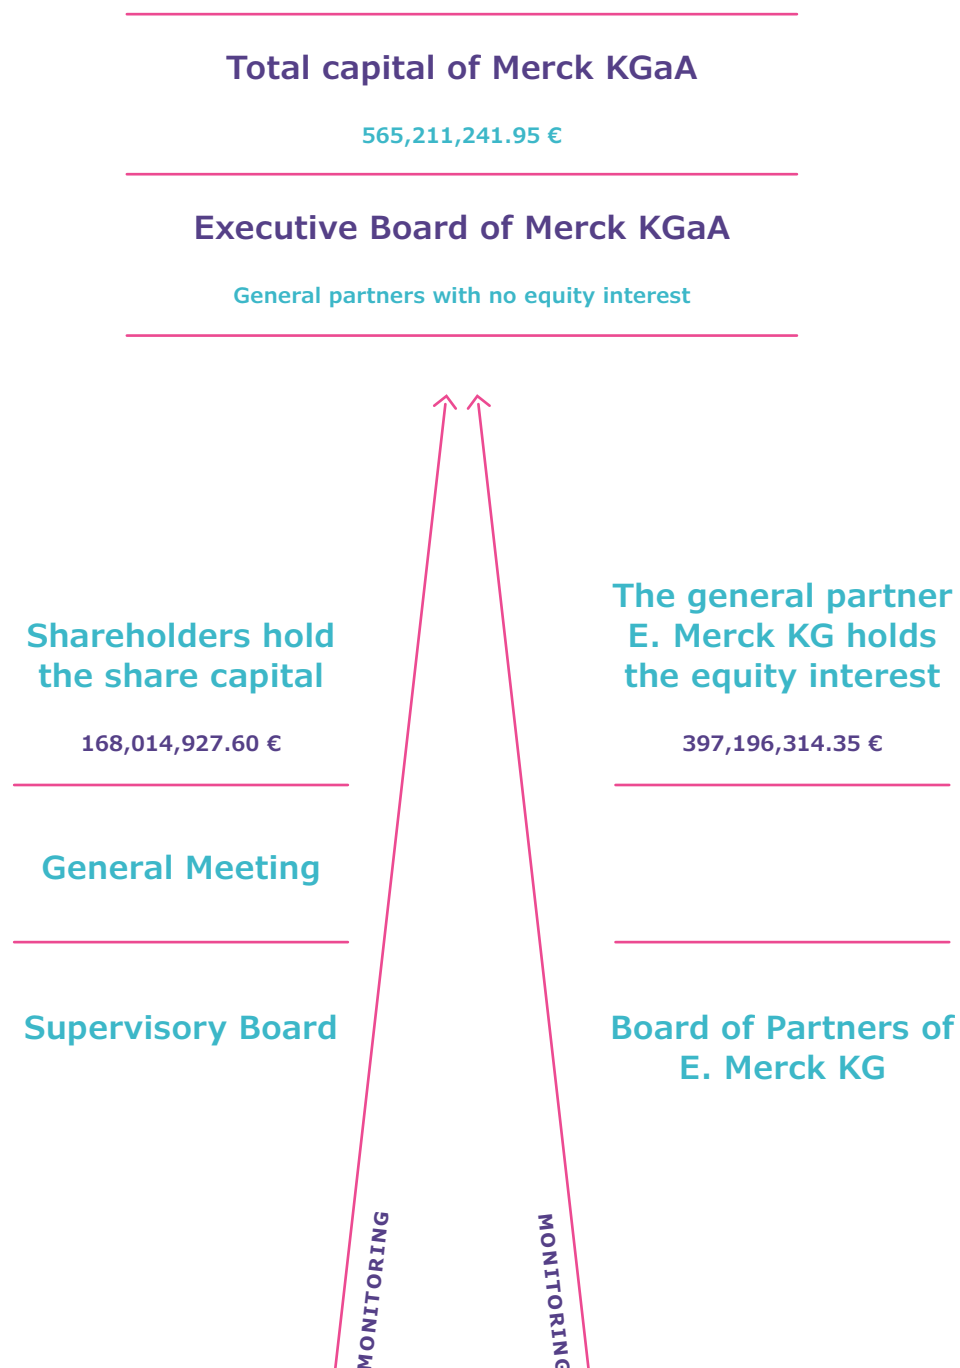 Total capital of Merck KGaA
565,211,241.95 €
Executive Board of Merck KGaA
General partners with no equity interest
Shareholders hold
the share capital
168,014,927.60 €
General Meeting
Supervisory Board
The general partner
E. Merck KG holds
the equity interest
397,196,314.35 €
Board of Partners of
E. Merck KG
MONITORING
MONITORING